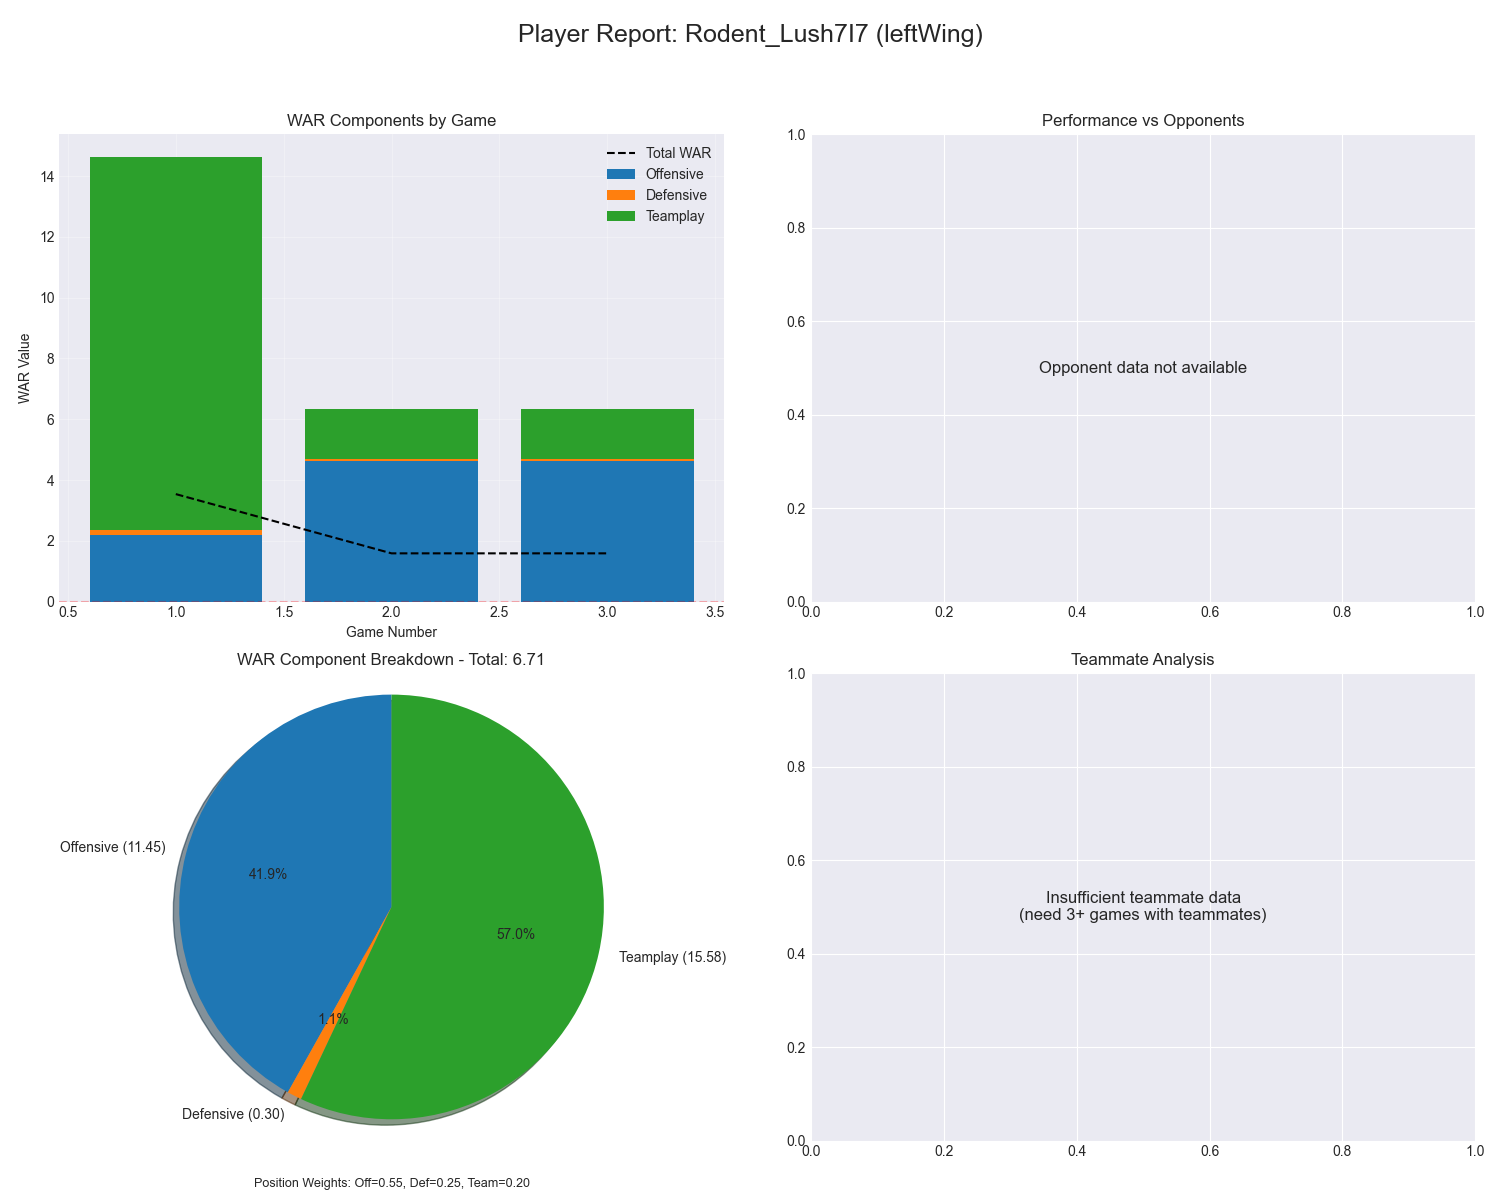 Player Report: Rodent_Lush7l7 (leftWing)
WAR Components by Game
Total WAR
Offensive
Defensive
Teamplay
WAR Value
14
12
10
8
6
4
2
0
0.5 1.0 1.5 2.0 2.5 3.0 3.5
Game Number
Performance vs Opponents
1.0
0.8
0.6
0.4
0.2
0.0
Opponent data not available
0.0 0.2 0.4 0.6 0.8 1.0
WAR Component Breakdown - Total: 6.71
Offensive (11.45)
41.9%
57.0%
Teamplay (15.58)
1.1%
Defensive (0.30)
Position Weights: Off=0.55, Def=0.25, Team=0.20
Teammate Analysis
1.0
0.8
0.6
0.4
0.2
0.0
Insufficient teammate data
(need 3+ games with teammates)
0.0 0.2 0.4 0.6 0.8 1.0